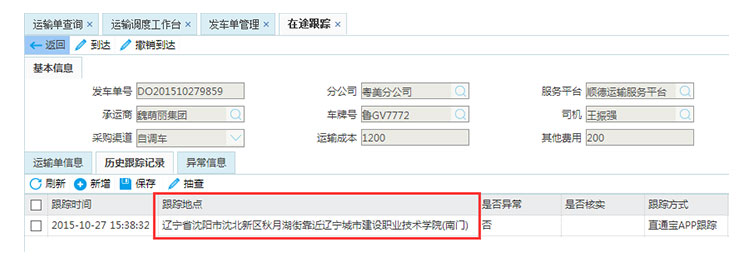 运输单查询 × 运输调度工作台 × 发车单管理 × 在途跟踪 ×
返回 到达 撤销到达
基本信息
发车单号 DO201510279859 分公司 粤美分公司 服务平台 顺德运输服务平台
承运商 魏萌丽集团 车牌号 鲁GV7772 司机 王振强
采购渠道 自调车 运输成本 1200 其他费用 200
运输单信息 历史跟踪记录 异常信息
刷新 新增 保存 抽查
跟踪时间 跟踪地点 是否异常 是否核实 跟踪方式
2015-10-27 15:38:32 辽宁省沈阳市沈北新区秋月湖街靠近辽宁城市建设职业技术学院(南门) 否 直通宝APP跟踪